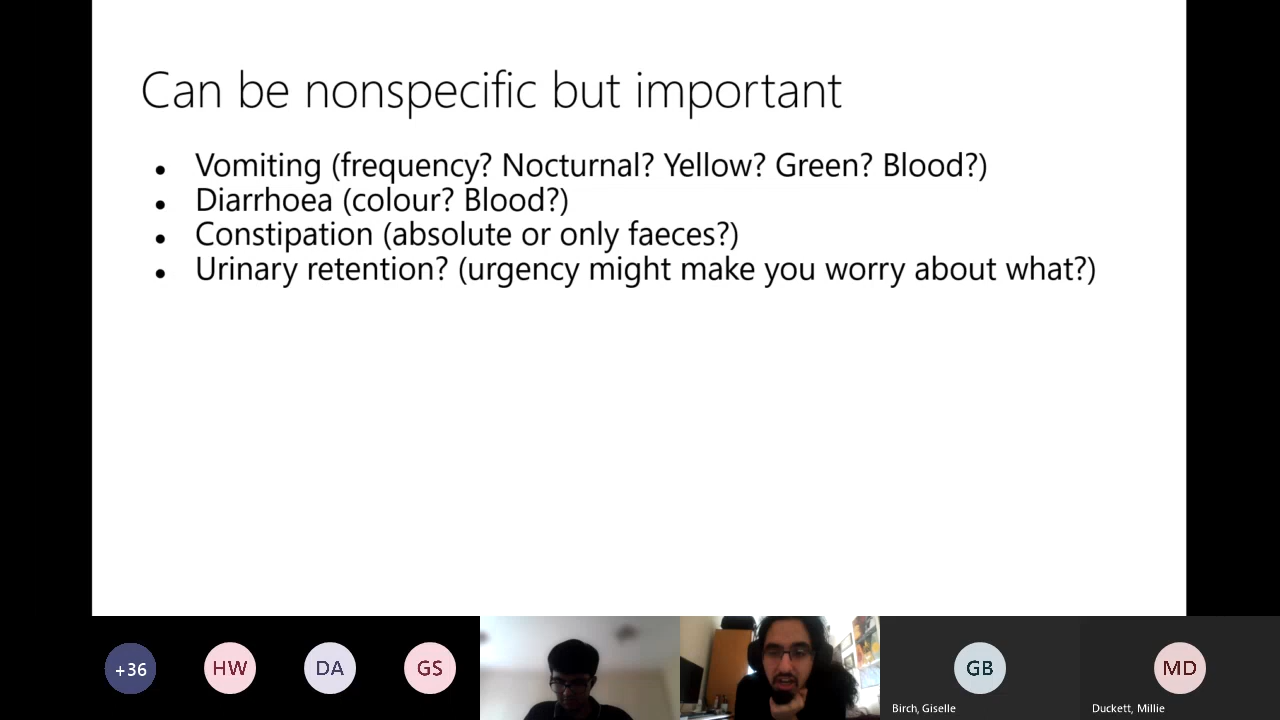 Can be nonspecific but important
• Vomiting (frequency? Nocturnal? Yellow? Green? Blood?)
• Diarrhoea (colour? Blood?)
• Constipation (absolute or only faeces?)
• Urinary retention? (urgency might make you worry about what?)
+36
HW
DA
GS
GB
MD
Birch, Giselle
Duckett, Millie